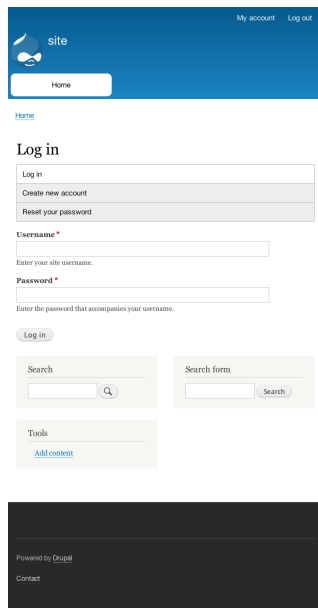 My account Log out
site
Home
Home
Log in
Log in
Create new account
Reset your password
Username *
Enter your site username.
Password *
Enter the password that accompanies your username.
Log in
Search
Search form
Search
Tools
Add content
Powered by Drupal
Contact